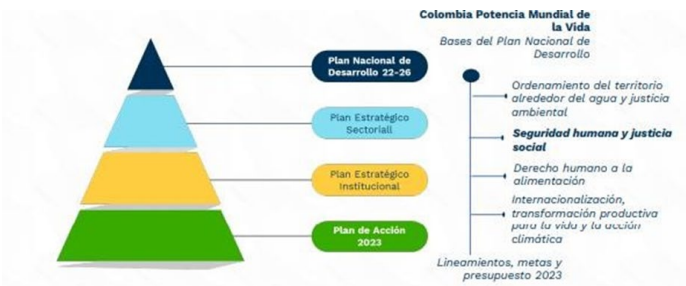 Plan Nacional de
Desarrollo 22-26
Plan Estratégico
Sectoriall
Plan Estratégico
Institucional
Plan de Acción
2023
Colombia Potencia Mundial de
la Vida
Bases del Plan Nacional de
Desarrollo
Ordenamiento del territorio
alrededor del agua y justicia
ambiental
Seguridad humana y justicia
social
Derecho humano a la
alimentación
Internacionalización,
transformación productiva
para la vida y la acción
climática
Lineamientos, metas y
presupuesto 2023